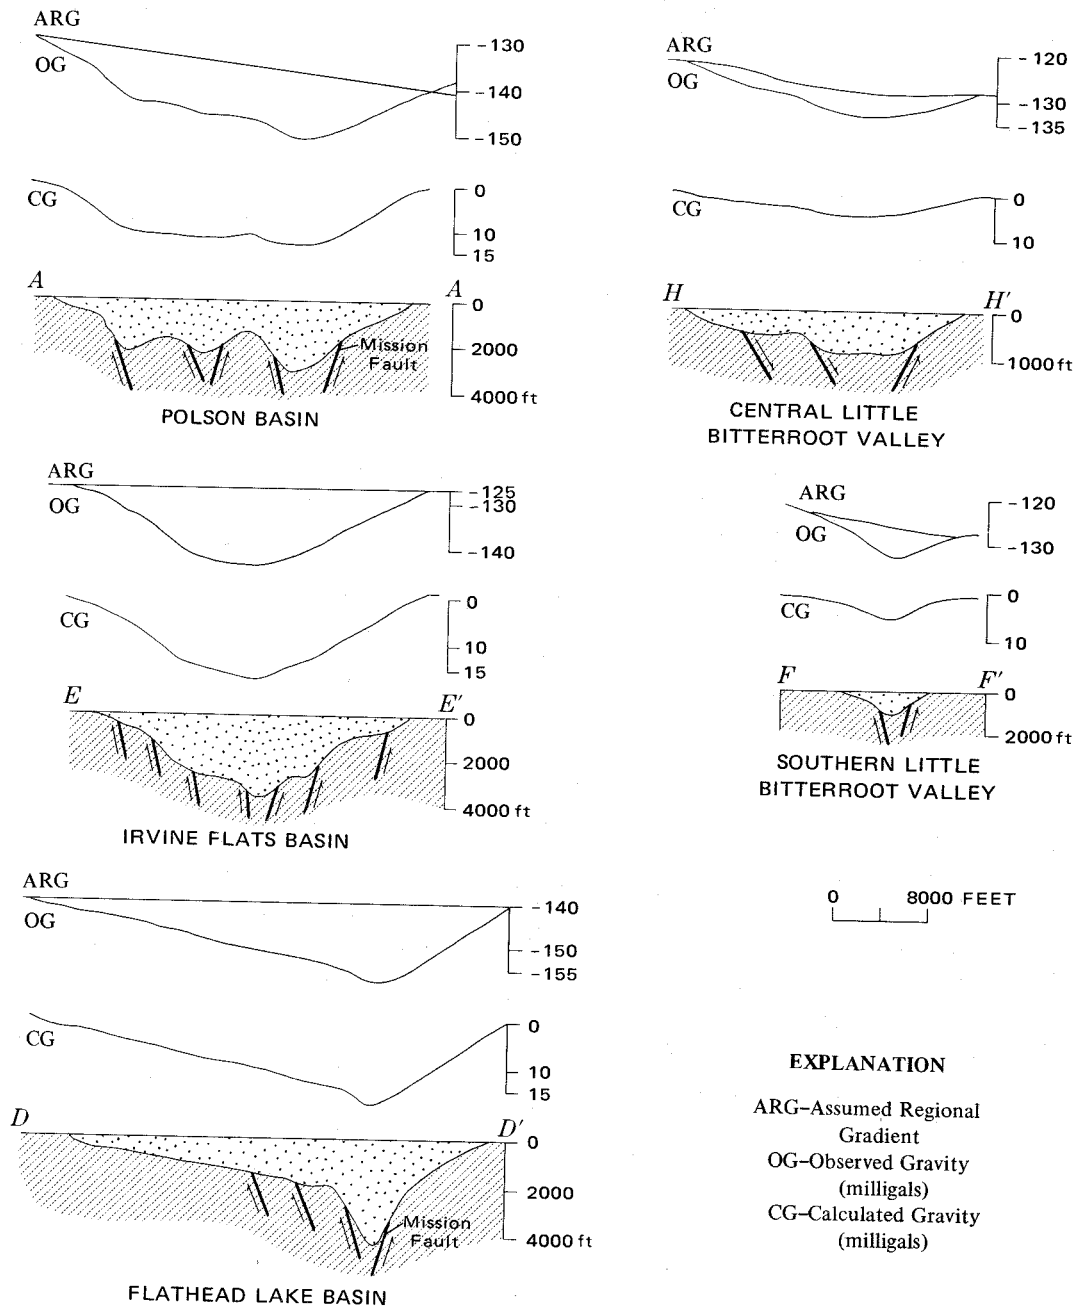 ARG
OG
-130
-140
-150
CG
0
10
15
A
A
0
2000
4000 ft
Mission
Fault
POLSON BASIN
ARG
OG
-120
-130
-135
CG
0
10
H
H'
0
1000 ft
CENTRAL LITTLE
BITTERROOT VALLEY
ARG
OG
-125
-130
-140
CG
0
10
15
E
E'
0
2000
4000 ft
IRVINE FLATS BASIN
ARG
OG
-120
-130
CG
0
10
F
F'
0
2000 ft
SOUTHERN LITTLE
BITTERROOT VALLEY
ARG
OG
-140
-150
-155
CG
0
10
15
D
D'
0
2000
4000 ft
Mission
Fault
FLATHEAD LAKE BASIN
0 8000 FEET
EXPLANATION
ARG–Assumed Regional
Gradient
OG–Observed Gravity
(milligals)
CG–Calculated Gravity
(milligals)